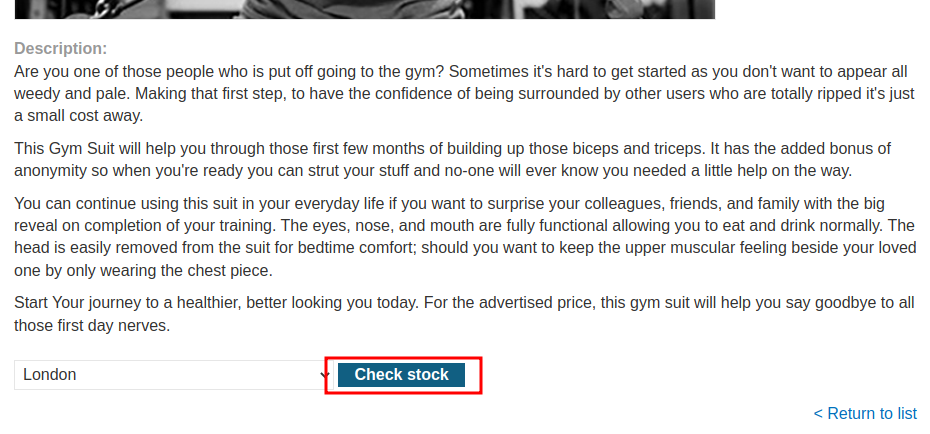 Description:
Are you one of those people who is put off going to the gym? Sometimes it's hard to get started as you don't want to appear all
weedy and pale. Making that first step, to have the confidence of being surrounded by other users who are totally ripped it's just
a small cost away.
This Gym Suit will help you through those first few months of building up those biceps and triceps. It has the added bonus of
anonymity so when you're ready you can strut your stuff and no-one will ever know you needed a little help on the way.
You can continue using this suit in your everyday life if you want to surprise your colleagues, friends, and family with the big
reveal on completion of your training. The eyes, nose, and mouth are fully functional allowing you to eat and drink normally. The
head is easily removed from the suit for bedtime comfort; should you want to keep the upper muscular feeling beside your loved
one by only wearing the chest piece.
Start Your journey to a healthier, better looking you today. For the advertised price, this gym suit will help you say goodbye to all
those first day nerves.
London
Check stock
< Return to list